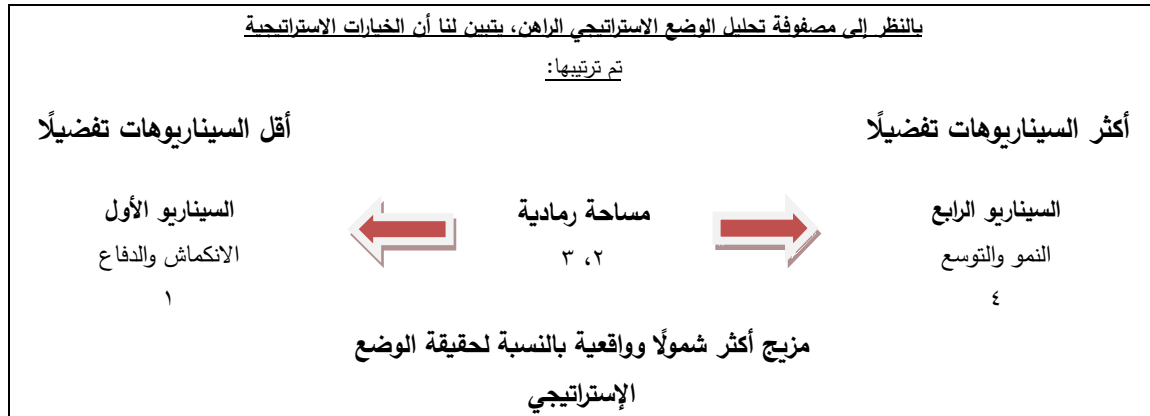 بالنظر إلى مصفوفة تحليل الوضع الاستراتيجي الراهن، يتبين لنا أن الخيارات الاستراتيجية
تم ترتيبها:
أكثر السيناريوهات تفضيلًا
أقل السيناريوهات تفضيلًا
السيناريو الرابع
مساحة رمادية
السيناريو الأول
النمو والتوسع
٢، ٣
الانكماش والدفاع
٤
١
مزيج أكثر شمولًا وواقعية بالنسبة لحقيقة الوضع
الإستراتيجي